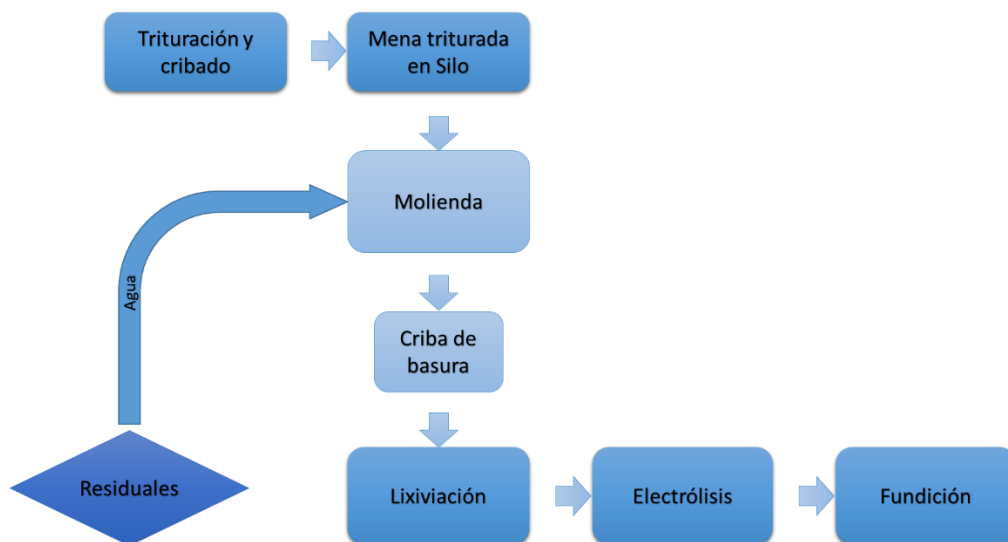 Trituración y
cribado
Mena triturada
en Silo
Molienda
Agua
Criba de
basura
Residuales
Lixiviación
Electrólisis
Fundición